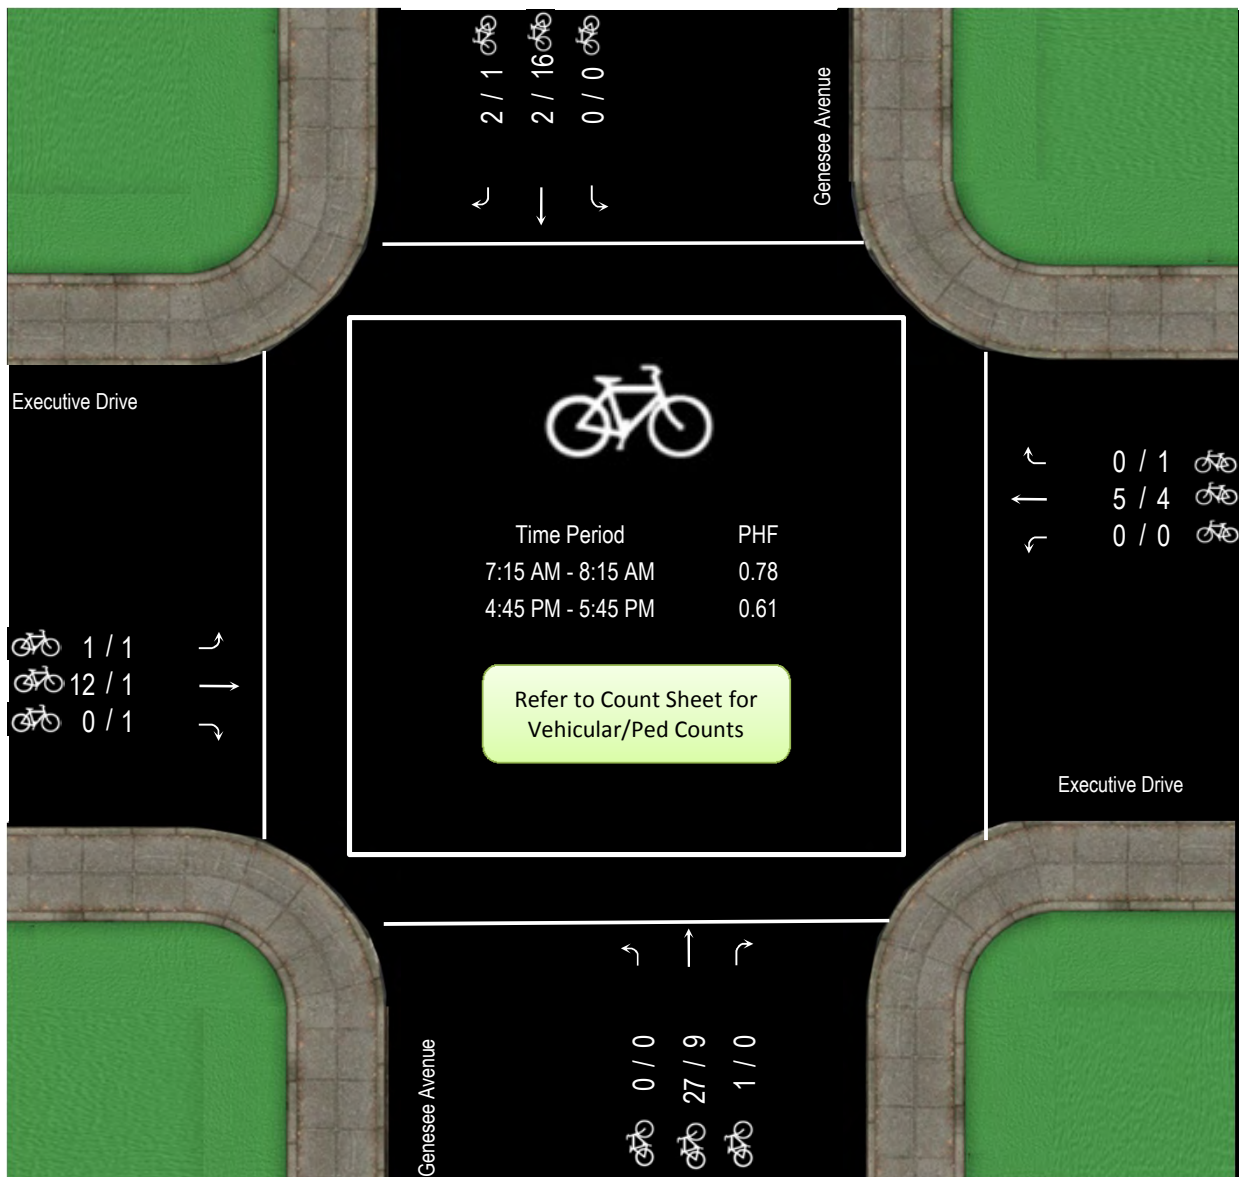 2 / 1
2 / 16
0 / 0
Genesee Avenue
Executive Drive
0 / 1
5 / 4
0 / 0
Time Period PHF
7:15 AM - 8:15 AM 0.78
4:45 PM - 5:45 PM 0.61
1 / 1
12 / 1
0 / 1
Refer to Count Sheet for
Vehicular/Ped Counts
Executive Drive
Genesee Avenue
0 / 0
27 / 9
1 / 0